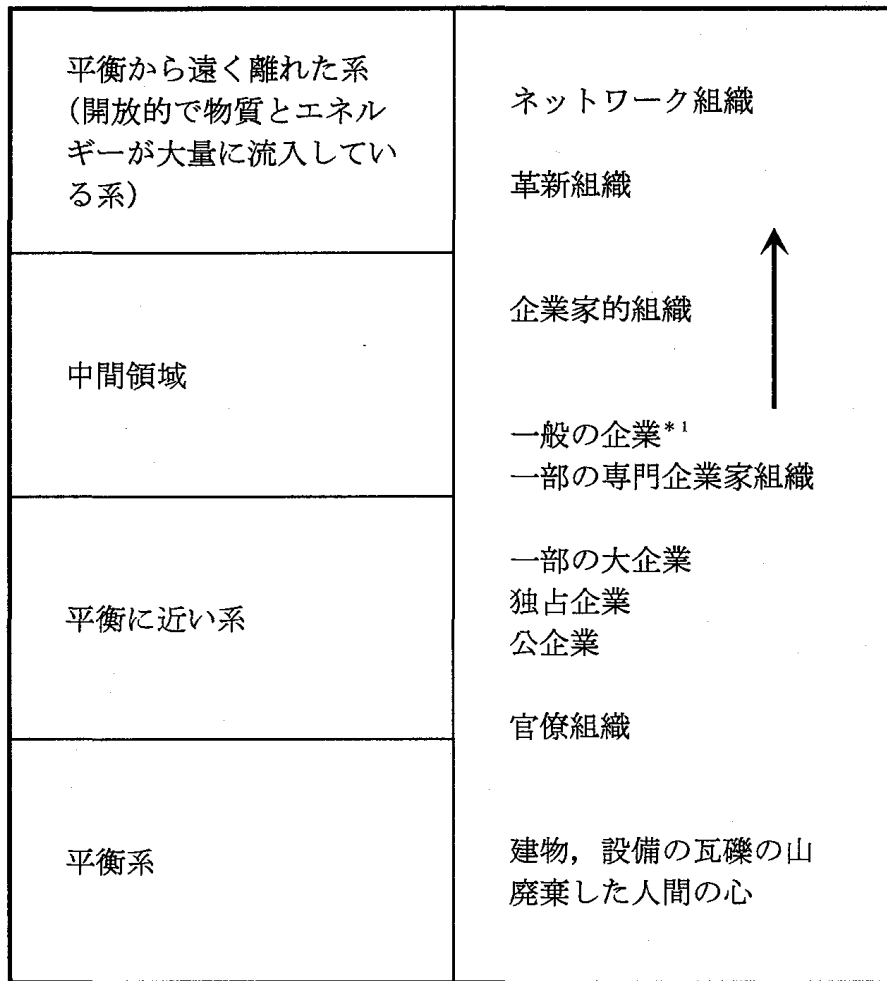 平衡から遠く離れた系
(開放的で物質とエネル
ギーが大量に流入してい
る系)
ネットワーク組織
革新組織
中間領域
企業家的組織
一般の企業*1
一部の専門企業家組織
平衡に近い系
一部の大企業
独占企業
公企業
官僚組織
平衡系
建物，設備の瓦礫の山
廃棄した人間の心